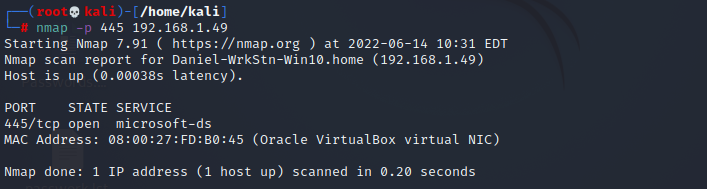 ┌──(root💀kali)-[/home/kali]
└─# nmap -p 445 192.168.1.49
Starting Nmap 7.91 ( https://nmap.org ) at 2022-06-14 10:31 EDT
Nmap scan report for Daniel-WrkStn-Win10.home (192.168.1.49)
Host is up (0.00038s latency).
PORT    STATE SERVICE
445/tcp open  microsoft-ds
MAC Address: 08:00:27:FD:B0:45 (Oracle VirtualBox virtual NIC)
Nmap done: 1 IP address (1 host up) scanned in 0.20 seconds